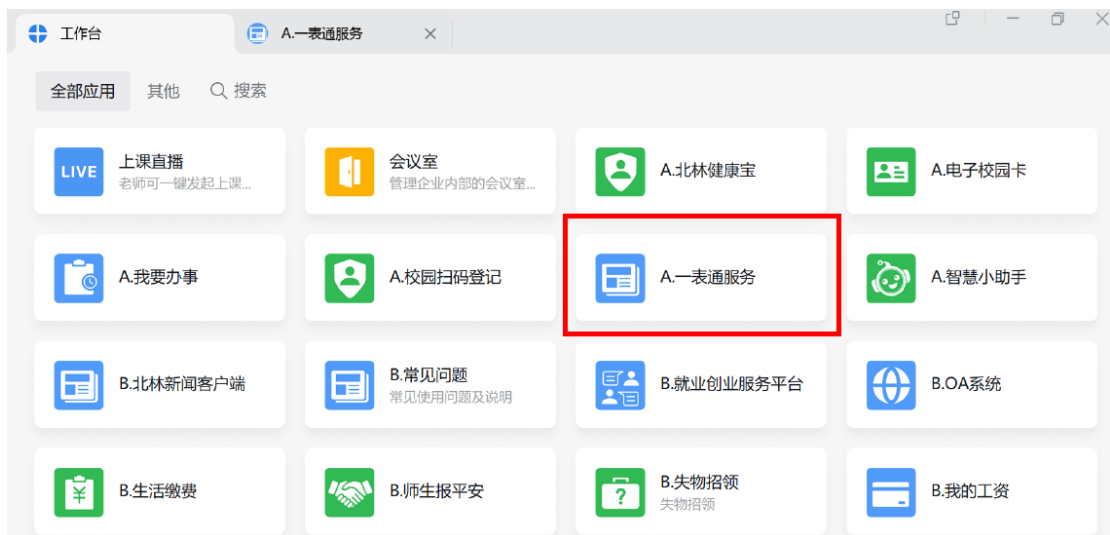 工作台
A.一表通服务
全部应用
其他
搜索
LIVE
上课直播
老师可一键发起上课...
会议室
管理企业内部的会议室...
A.北林健康宝
A.电子校园卡
A.我要办事
A.校园扫码登记
A.一表通服务
A.智慧小助手
B.北林新闻客户端
B.常见问题
常见使用问题及说明
B.就业创业服务平台
B.OA系统
B.生活缴费
B.师生报平安
?
B.失物招领
失物招领
B.我的工资